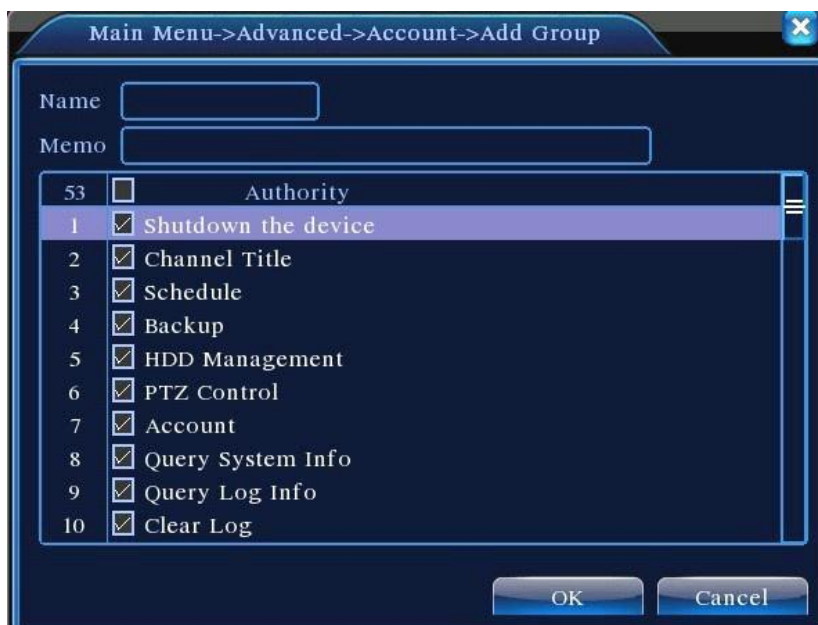 Main Menu->Advanced->Account->Add Group
Name
Memo
53 Authority
1 Shutdown the device
2 Channel Title
3 Schedule
4 Backup
5 HDD Management
6 PTZ Control
7 Account
8 Query System Info
9 Query Log Info
10 Clear Log
OK Cancel